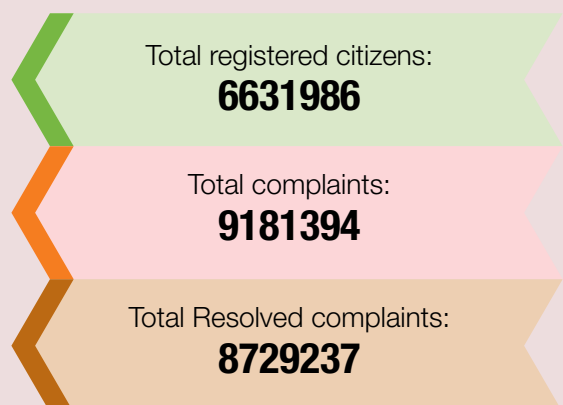 Total registered citizens:
6631986
Total complaints:
9181394
Total Resolved complaints:
8729237